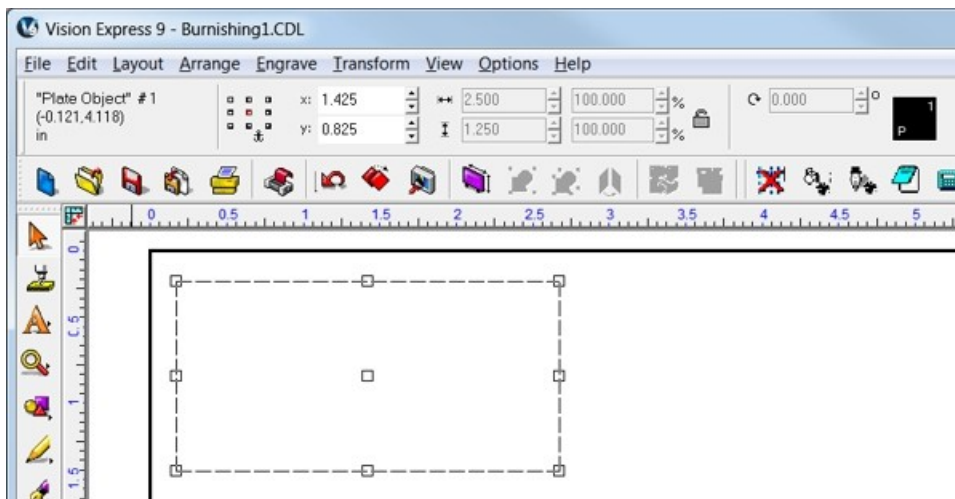 Vision Express 9 - Burnishing1.CDL
File Edit Layout Arrange Engrave Transform View Options Help
"Plate Object" # 1
(-0.121,4.118)
in
x: 1.425
y: 0.825
2.500
1.250
100.000 %
100.000 %
0.000 o
1
P
0 0.5 1 1.5 2 2.5 3 3.5 4 4.5 5
0
0.5
1
1.5